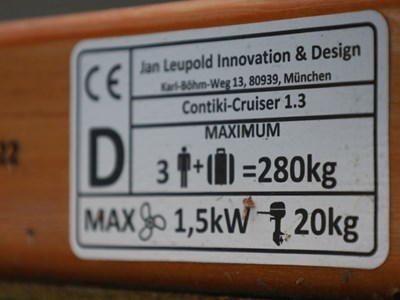 22
CE
Jan Leupold Innovation & Design
Karl-Böhm-Weg 13, 80939, München
Contiki-Cruiser 1.3
D
MAXIMUM
3 + =280kg
MAX 1,5kW 20kg